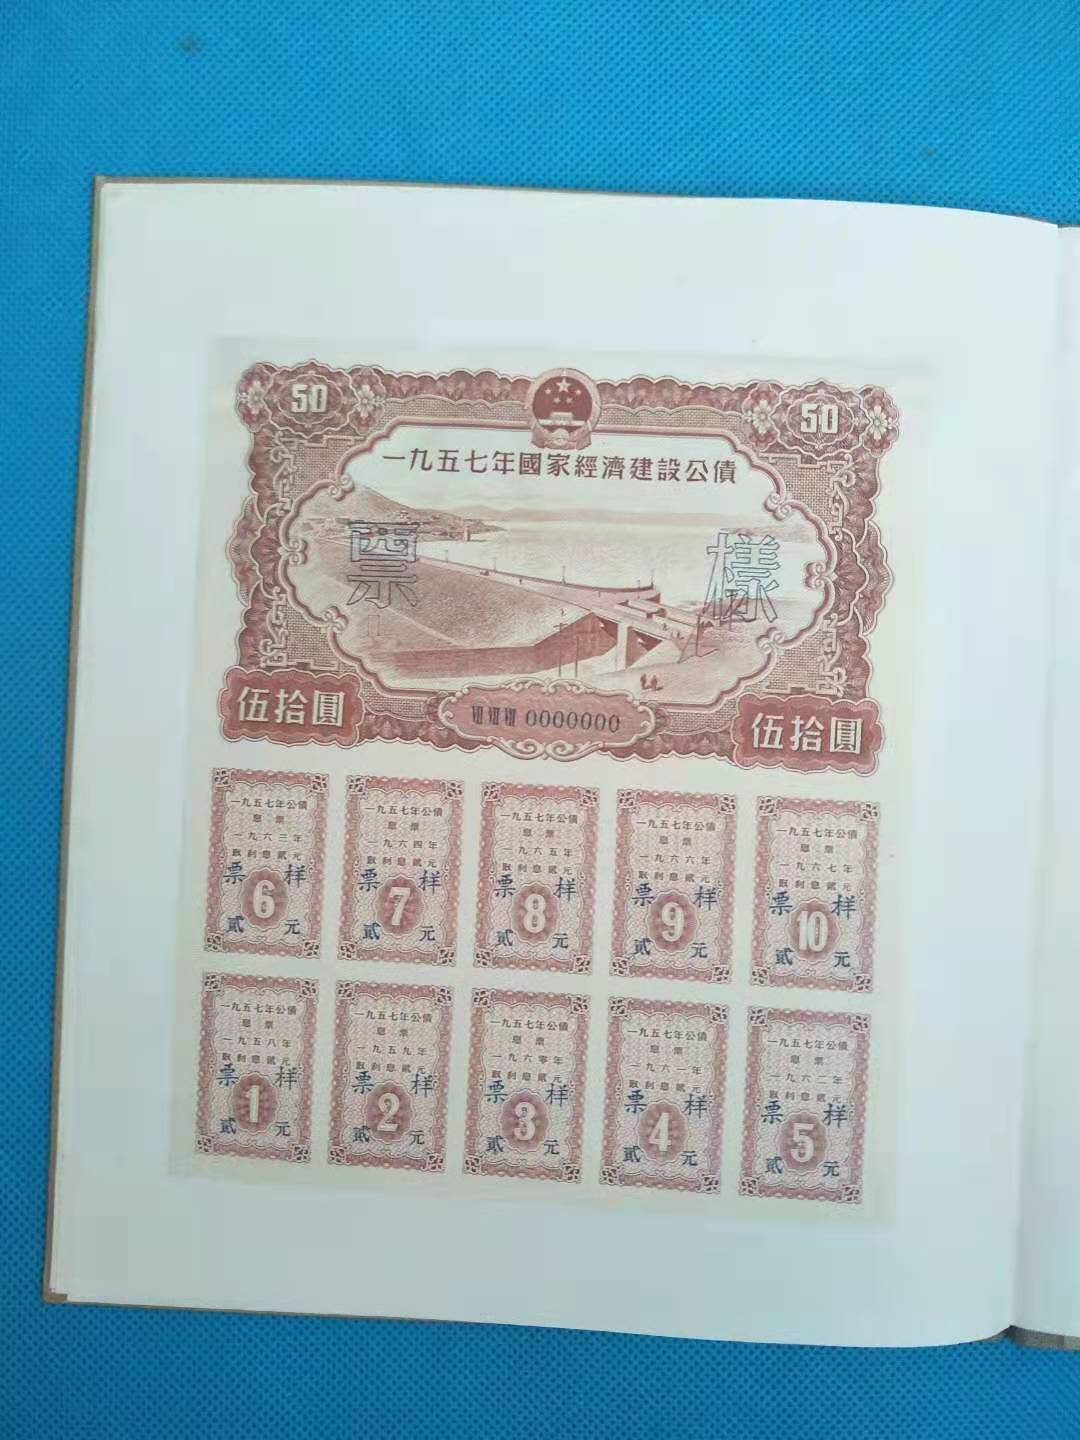 50
50
一九五七年國家經濟建設公債
票
樣
伍拾圓
ⅦⅦⅦ 0000000
伍拾圓
一九五七年公債
息票
一九六三年
取利息貳元
票 样
6
貳 元
一九五七年公債
息票
一九六四年
取利息貳元
票 样
7
貳 元
一九五七年公債
息票
一九六五年
取利息貳元
票 样
8
貳 元
一九五七年公債
息票
一九六六年
取利息貳元
票 样
9
貳 元
一九五七年公債
息票
一九六七年
取利息貳元
票 样
10
貳 元
一九五七年公債
息票
一九五八年
取利息貳元
票 样
1
貳 元
一九五七年公債
息票
一九五九年
取利息貳元
票 样
2
貳 元
一九五七年公債
息票
一九六零年
取利息貳元
票 样
3
貳 元
一九五七年公債
息票
一九六一年
取利息貳元
票 样
4
貳 元
一九五七年公債
息票
一九六二年
取利息貳元
票 样
5
貳 元